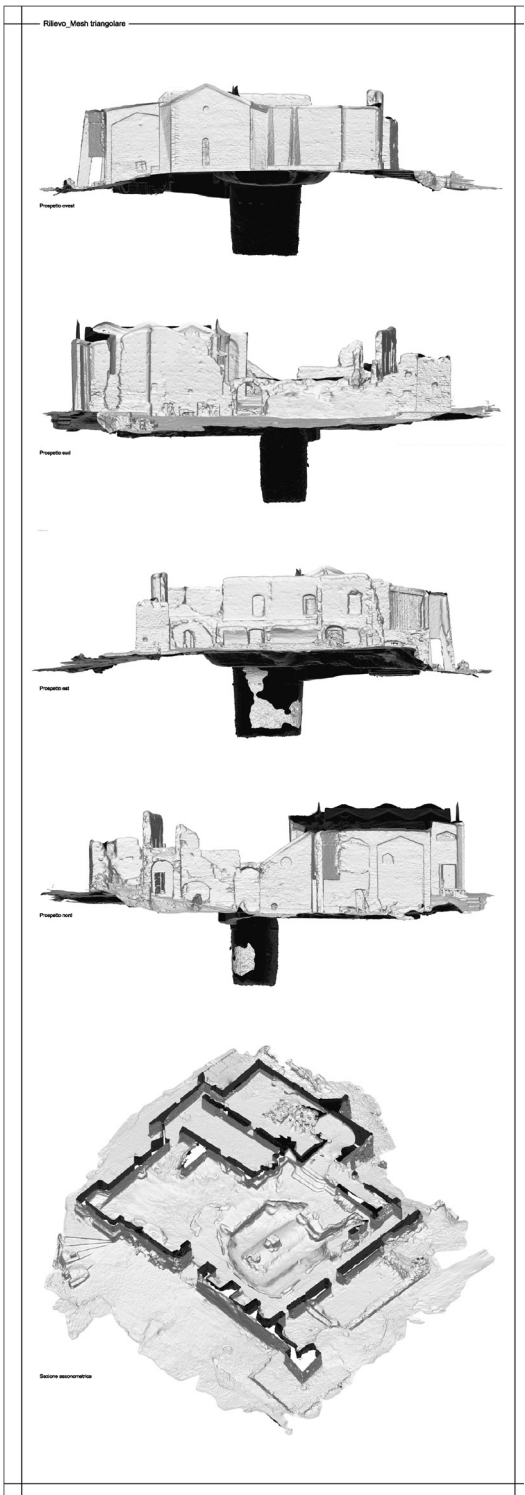 Rilievo_Mesh triangolare
Prospetto ovest
Prospetto sud
Prospetto est
Prospetto nord
Sezione assonometrica